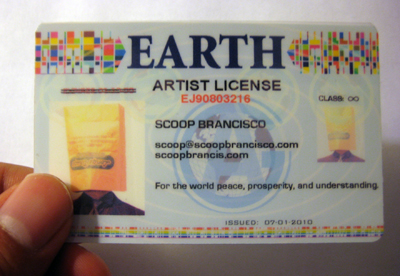 EARTH
ARTIST LICENSE
EJ90803216
CLASS: OO
SCOOP BRANCISCO
scoop@scoopbrancisco.com
scoopbrancis.com
For the world peace, prosperity, and understanding.
ISSUED: 07-01-2010